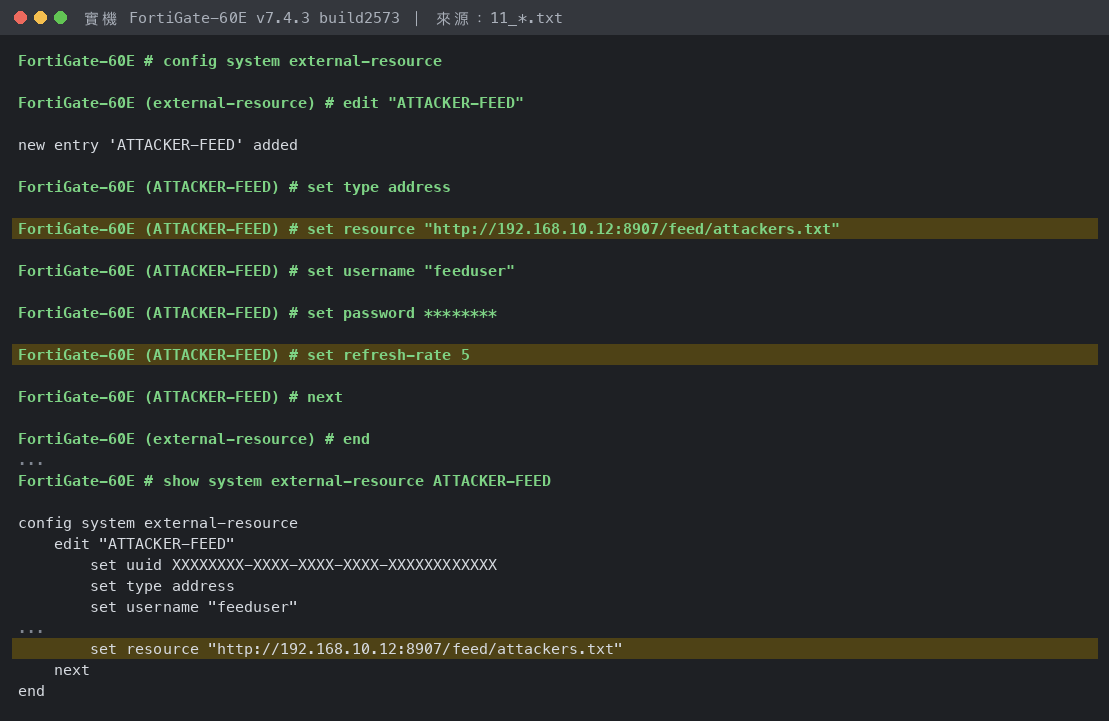 實機 FortiGate-60E v7.4.3 build2573 | 來源：11_*.txt
FortiGate-60E # config system external-resource
FortiGate-60E (external-resource) # edit "ATTACKER-FEED"
new entry 'ATTACKER-FEED' added
FortiGate-60E (ATTACKER-FEED) # set type address
FortiGate-60E (ATTACKER-FEED) # set resource "http://192.168.10.12:8907/feed/attackers.txt"
FortiGate-60E (ATTACKER-FEED) # set username "feeduser"
FortiGate-60E (ATTACKER-FEED) # set password ********
FortiGate-60E (ATTACKER-FEED) # set refresh-rate 5
FortiGate-60E (ATTACKER-FEED) # next
FortiGate-60E (external-resource) # end
...
FortiGate-60E # show system external-resource ATTACKER-FEED
config system external-resource
    edit "ATTACKER-FEED"
        set uuid XXXXXXXX-XXXX-XXXX-XXXX-XXXXXXXXXXXX
        set type address
        set username "feeduser"
...
        set resource "http://192.168.10.12:8907/feed/attackers.txt"
    next
end